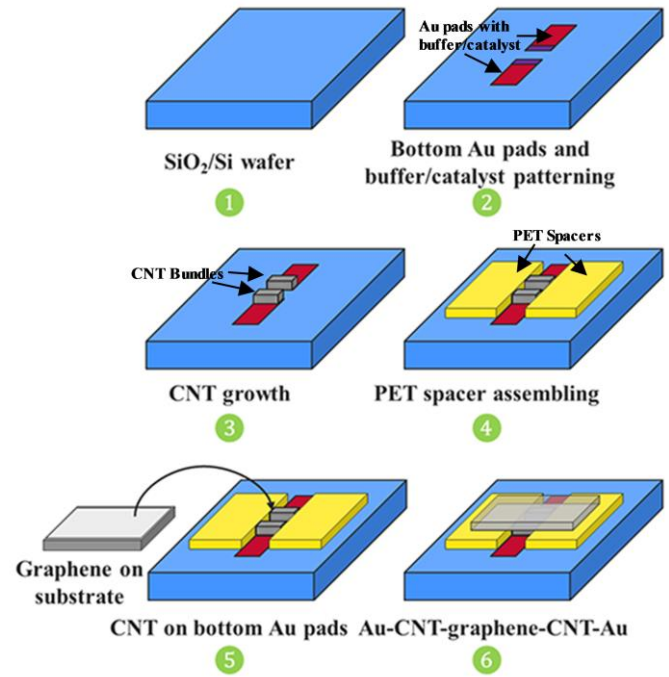 Au pads with
buffer/catalyst
SiO₂/Si wafer
1
Bottom Au pads and
buffer/catalyst patterning
2
CNT Bundles
CNT growth
3
PET Spacers
PET spacer assembling
4
Graphene on
substrate
CNT on bottom Au pads
5
Au-CNT-graphene-CNT-Au
6